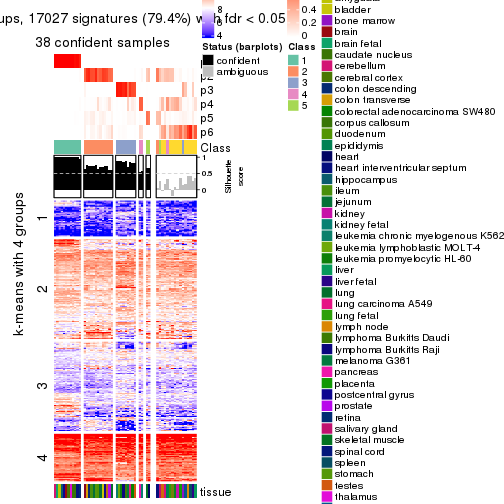 ups, 17027 signatures (79.4%) with fdr < 0.05
38 confident samples
p3
p4
p5
p6
Class
1
0.5
0
Silhouette
score
k-means with 4 groups
1
2
3
4
tissue
8
6
4
Status (barplots)
confident
ambiguous
0.4
0.2
0
Class
1
2
3
4
5
bladder
bone marrow
brain
brain fetal
caudate nucleus
cerebellum
cerebral cortex
colon descending
colon transverse
colorectal adenocarcinoma SW480
corpus callosum
duodenum
epididymis
heart
heart interventricular septum
hippocampus
ileum
jejunum
kidney
kidney fetal
leukemia chronic myelogenous K562
leukemia lymphoblastic MOLT-4
leukemia promyelocytic HL-60
liver
liver fetal
lung
lung carcinoma A549
lung fetal
lymph node
lymphoma Burkitts Daudi
lymphoma Burkitts Raji
melanoma G361
pancreas
placenta
postcentral gyrus
prostate
retina
salivary gland
skeletal muscle
spinal cord
spleen
stomach
testes
thalamus